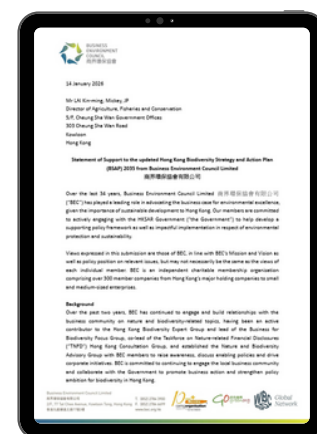 BUSINESS
ENVIRONMENT
COUNCIL
商界環保協會
14 January 2026
Mr LAI Kin-ming, Mickey, JP
Director of Agriculture, Fisheries and Conservation
5/F, Cheung Sha Wan Government Offices
303 Cheung Sha Wan Road
Kowloon
Hong Kong
Statement of Support to the updated Hong Kong Biodiversity Strategy and Action Plan
(BSAP) 2035 from Business Environment Council Limited
商界環保協會有限公司
Over the last 34 years, Business Environment Council Limited 商界環保協會有限公司
("BEC") has played a leading role in advocating the business case for environmental excellence,
given the importance of sustainable development to Hong Kong. Our members are committed
to actively engaging with the HKSAR Government ("the Government") to help develop a
supporting policy framework as well as impactful implementation in respect of environmental
protection and sustainability.
Views expressed in this submission are those of BEC, in line with BEC's Mission and Vision as
well as policy position on relevant issues, but may not necessarily be the same as the views of
each individual member. BEC is an independent charitable membership organisation
comprising over 300 member companies from Hong Kong's major holding companies to small
and medium-sized enterprises.
Background
Over the past two years, BEC has continued to engage and build relationships with the
business community on nature and biodiversity-related topics, having been an active
contributor to the Hong Kong Biodiversity Expert Group and lead of the Business for
Biodiversity Focus Group, co-lead of the Taskforce on Nature-related Financial Disclosures
("TNFD") Hong Kong Consultation Group, and established the Nature and Biodiversity
Advisory Group with BEC members to raise awareness, discuss enabling policies and drive
corporate initiatives. BEC is committed to continuing to engage the local business community
and collaborate with the Government to promote business action and strengthen policy
ambition for biodiversity in Hong Kong.
Business Environment Council Limited
商界環保協會有限公司
Global
Network